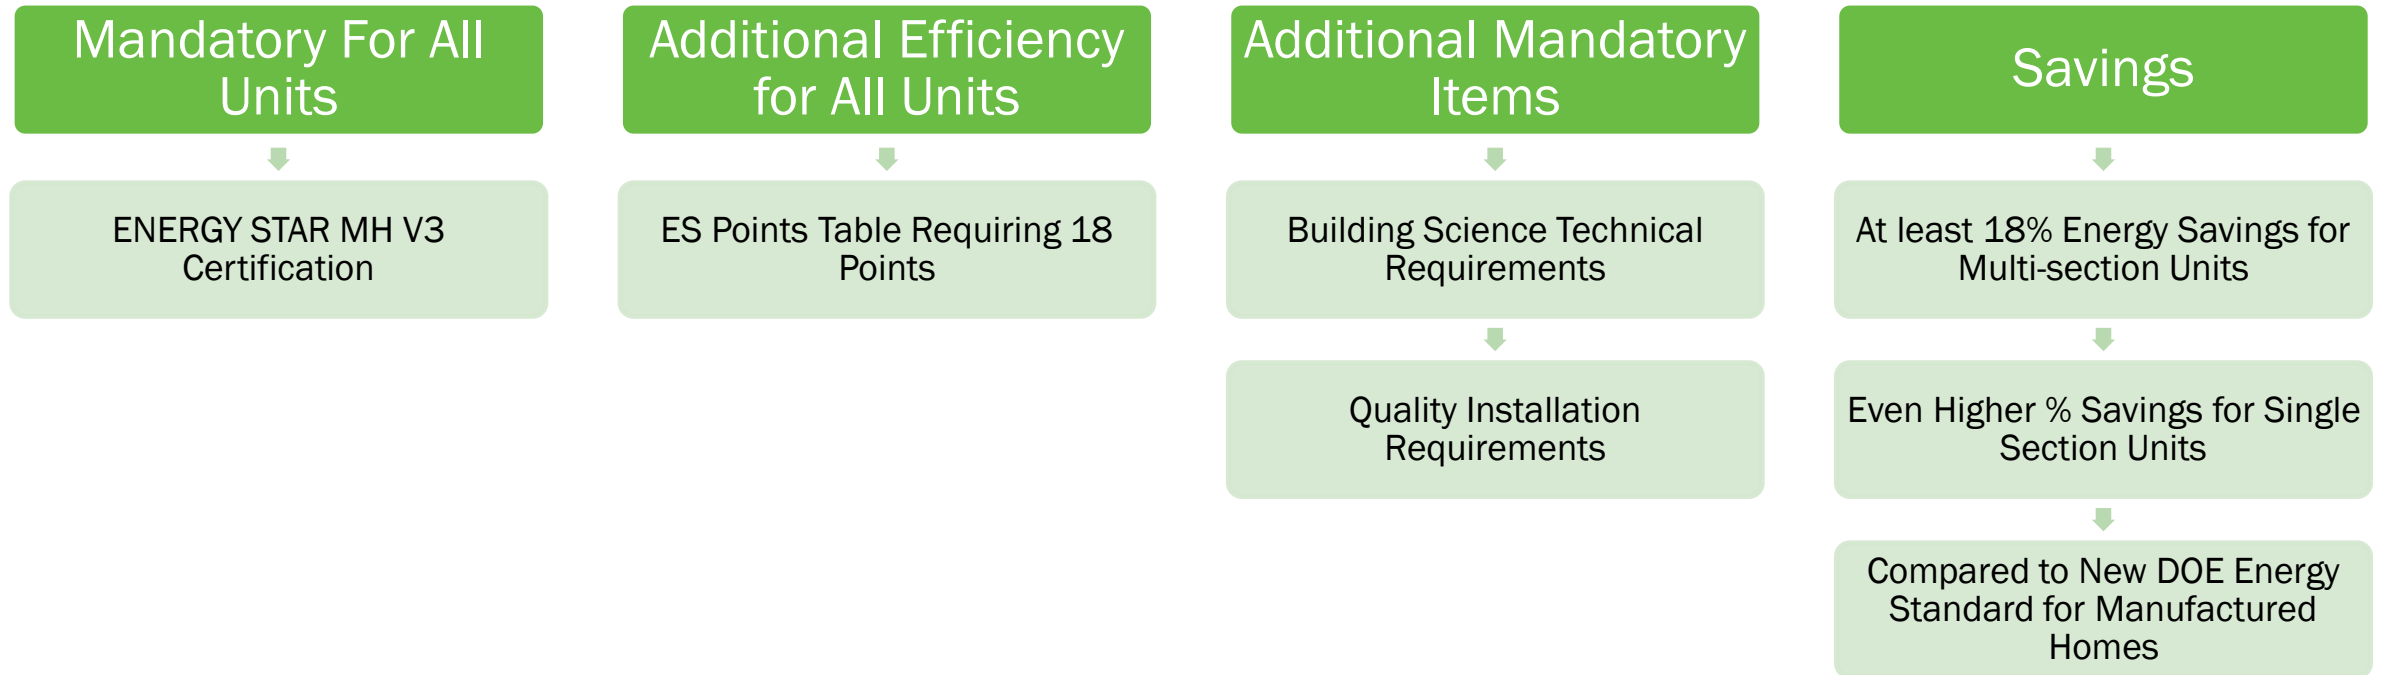 Mandatory For All
Units
ENERGY STAR MH V3
Certification
Additional Efficiency
for All Units
ES Points Table Requiring 18
Points
Additional Mandatory
Items
Building Science Technical
Requirements
Quality Installation
Requirements
Savings
At least 18% Energy Savings for
Multi-section Units
Even Higher % Savings for Single
Section Units
Compared to New DOE Energy
Standard for Manufactured
Homes